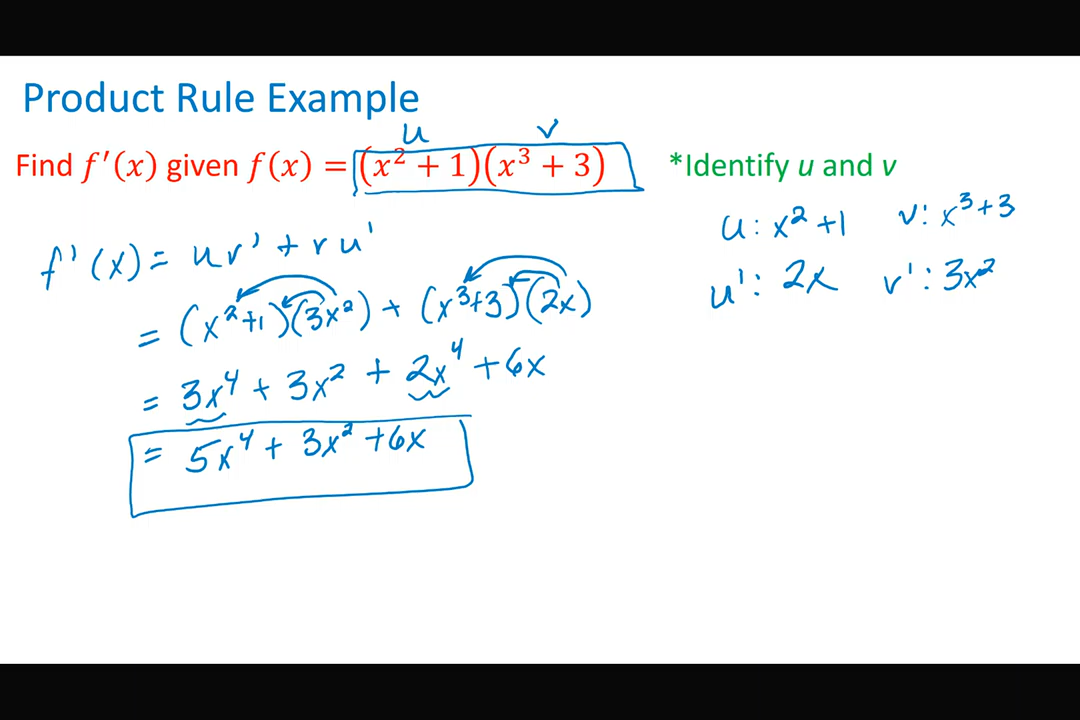 Product Rule Example
u v
Find f′(x) given f(x) = (x² + 1)(x³ + 3) *Identify u and v
u: x²+1 v: x³+3
f'(x) = uv' + vu'
u': 2x v': 3x²
= (x²+1)(3x²) + (x³+3)(2x)
= 3x⁴ + 3x² + 2x⁴ + 6x
= 5x⁴ + 3x² + 6x